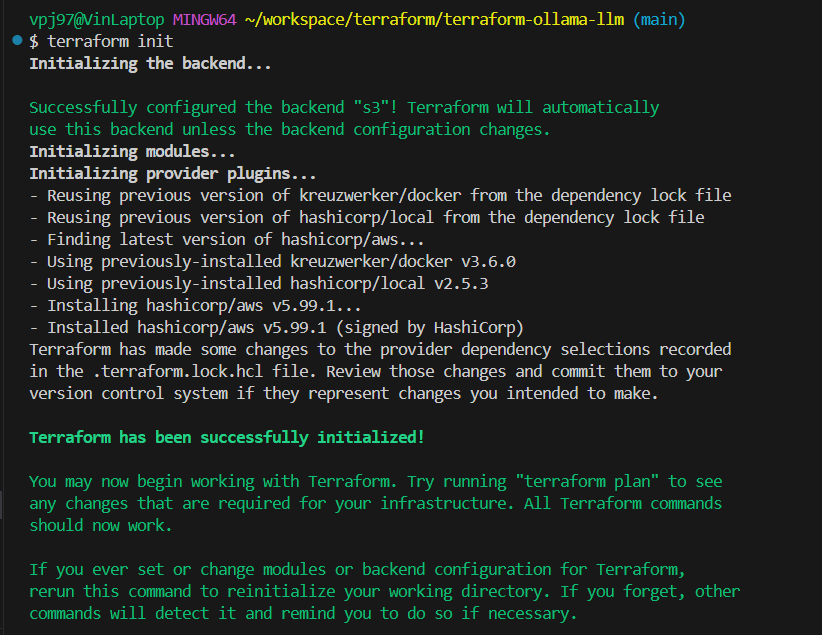 vpj97@VinLaptop MINGW64 ~/workspace/terraform/terraform-ollama-llm (main)
$ terraform init
Initializing the backend...
Successfully configured the backend "s3"! Terraform will automatically
use this backend unless the backend configuration changes.
Initializing modules...
Initializing provider plugins...
- Reusing previous version of kreuzwerker/docker from the dependency lock file
- Reusing previous version of hashicorp/local from the dependency lock file
- Finding latest version of hashicorp/aws...
- Using previously-installed kreuzwerker/docker v3.6.0
- Using previously-installed hashicorp/local v2.5.3
- Installing hashicorp/aws v5.99.1...
- Installed hashicorp/aws v5.99.1 (signed by HashiCorp)
Terraform has made some changes to the provider dependency selections recorded
in the .terraform.lock.hcl file. Review those changes and commit them to your
version control system if they represent changes you intended to make.
Terraform has been successfully initialized!
You may now begin working with Terraform. Try running "terraform plan" to see
any changes that are required for your infrastructure. All Terraform commands
should now work.
If you ever set or change modules or backend configuration for Terraform,
rerun this command to reinitialize your working directory. If you forget, other
commands will detect it and remind you to do so if necessary.